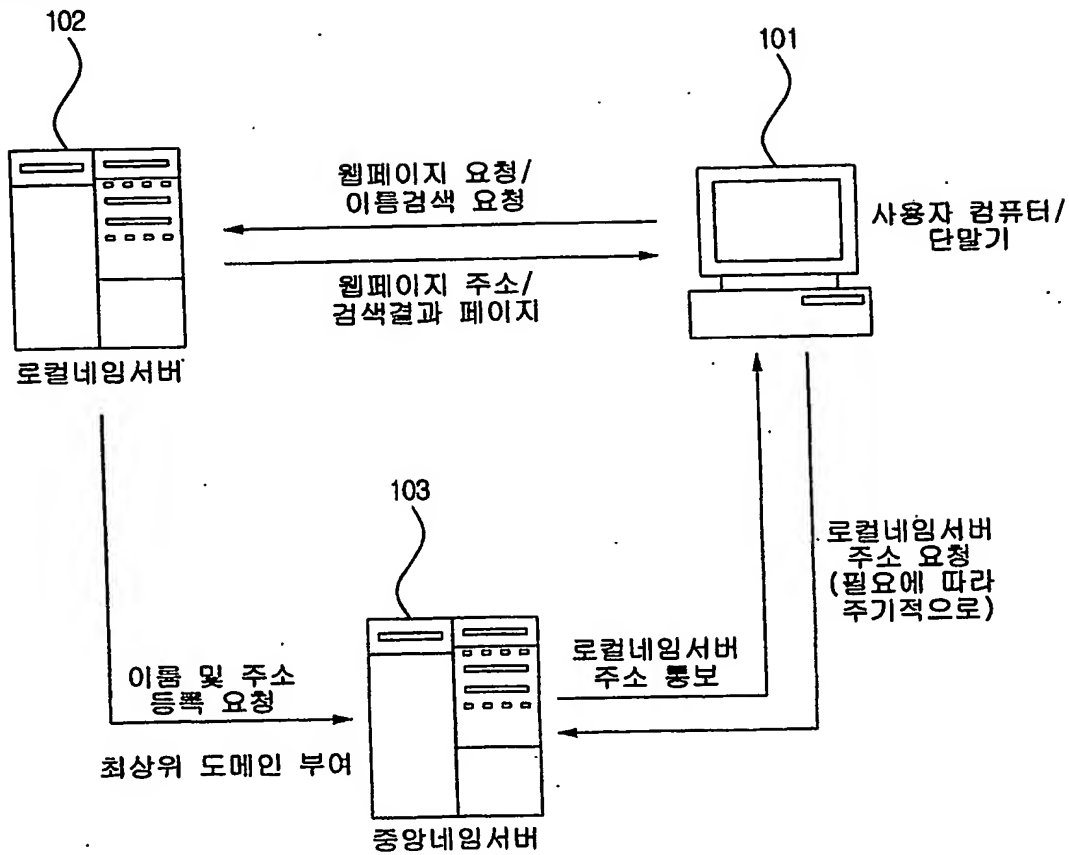 102
101
웹페이지 요청/
이름검색 요청
사용자 컴퓨터/
단말기
웹페이지 주소/
검색결과 페이지
로컬네임서버
103
로컬네임서버
주소 요청
(필요에 따라
주기적으로)
로컬네임서버
주소 통보
이름 및 주소
등록 요청
최상위 도메인 부여
중앙네임서버